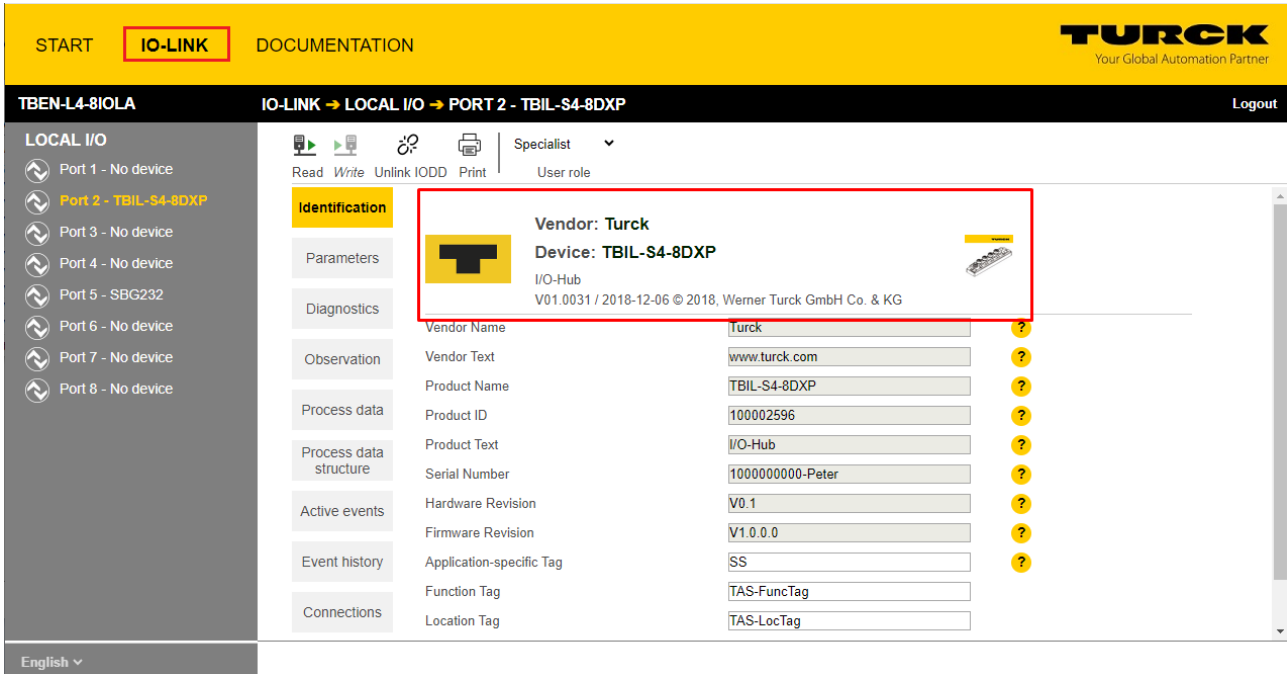 START IO-LINK DOCUMENTATION
TURCK
Your Global Automation Partner
TBEN-L4-8IOLA
IO-LINK → LOCAL I/O → PORT 2 - TBIL-S4-8DXP
Logout
LOCAL I/O
Port 1 - No device
Port 2 - TBIL-S4-8DXP
Port 3 - No device
Port 4 - No device
Port 5 - SBG232
Port 6 - No device
Port 7 - No device
Port 8 - No device
English
Read Write Unlink IODD Print
Specialist
User role
Identification
Parameters
Diagnostics
Observation
Process data
Process data
structure
Active events
Event history
Connections
Vendor: Turck
Device: TBIL-S4-8DXP
I/O-Hub
V01.0031 / 2018-12-06 © 2018, Werner Turck GmbH Co. & KG
Vendor Name Turck ?
Vendor Text www.turck.com ?
Product Name TBIL-S4-8DXP ?
Product ID 100002596 ?
Product Text I/O-Hub ?
Serial Number 1000000000-Peter ?
Hardware Revision V0.1 ?
Firmware Revision V1.0.0.0 ?
Application-specific Tag SS ?
Function Tag TAS-FuncTag
Location Tag TAS-LocTag